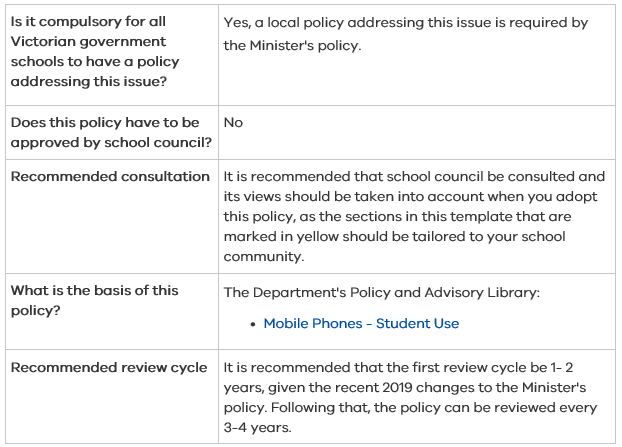 Is it compulsory for all
Victorian government
schools to have a policy
addressing this issue?
Yes, a local policy addressing this issue is required by
the Minister's policy.
Does this policy have to be
approved by school council?
No
Recommended consultation
It is recommended that school council be consulted and
its views should be taken into account when you adopt
this policy, as the sections in this template that are
marked in yellow should be tailored to your school
community.
What is the basis of this
policy?
The Department's Policy and Advisory Library:
• Mobile Phones - Student Use
Recommended review cycle
It is recommended that the first review cycle be 1- 2
years, given the recent 2019 changes to the Minister's
policy. Following that, the policy can be reviewed every
3-4 years.